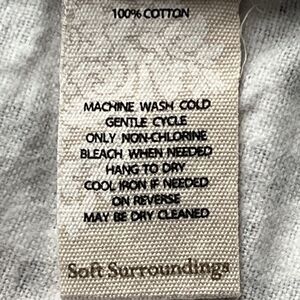 100% COTTON
MACHINE WASH COLD
GENTLE CYCLE
ONLY NON-CHLORINE
BLEACH WHEN NEEDED
HANG TO DRY
COOL IRON IF NEEDED
ON REVERSE
MAY BE DRY CLEANED
Soft Surroundings